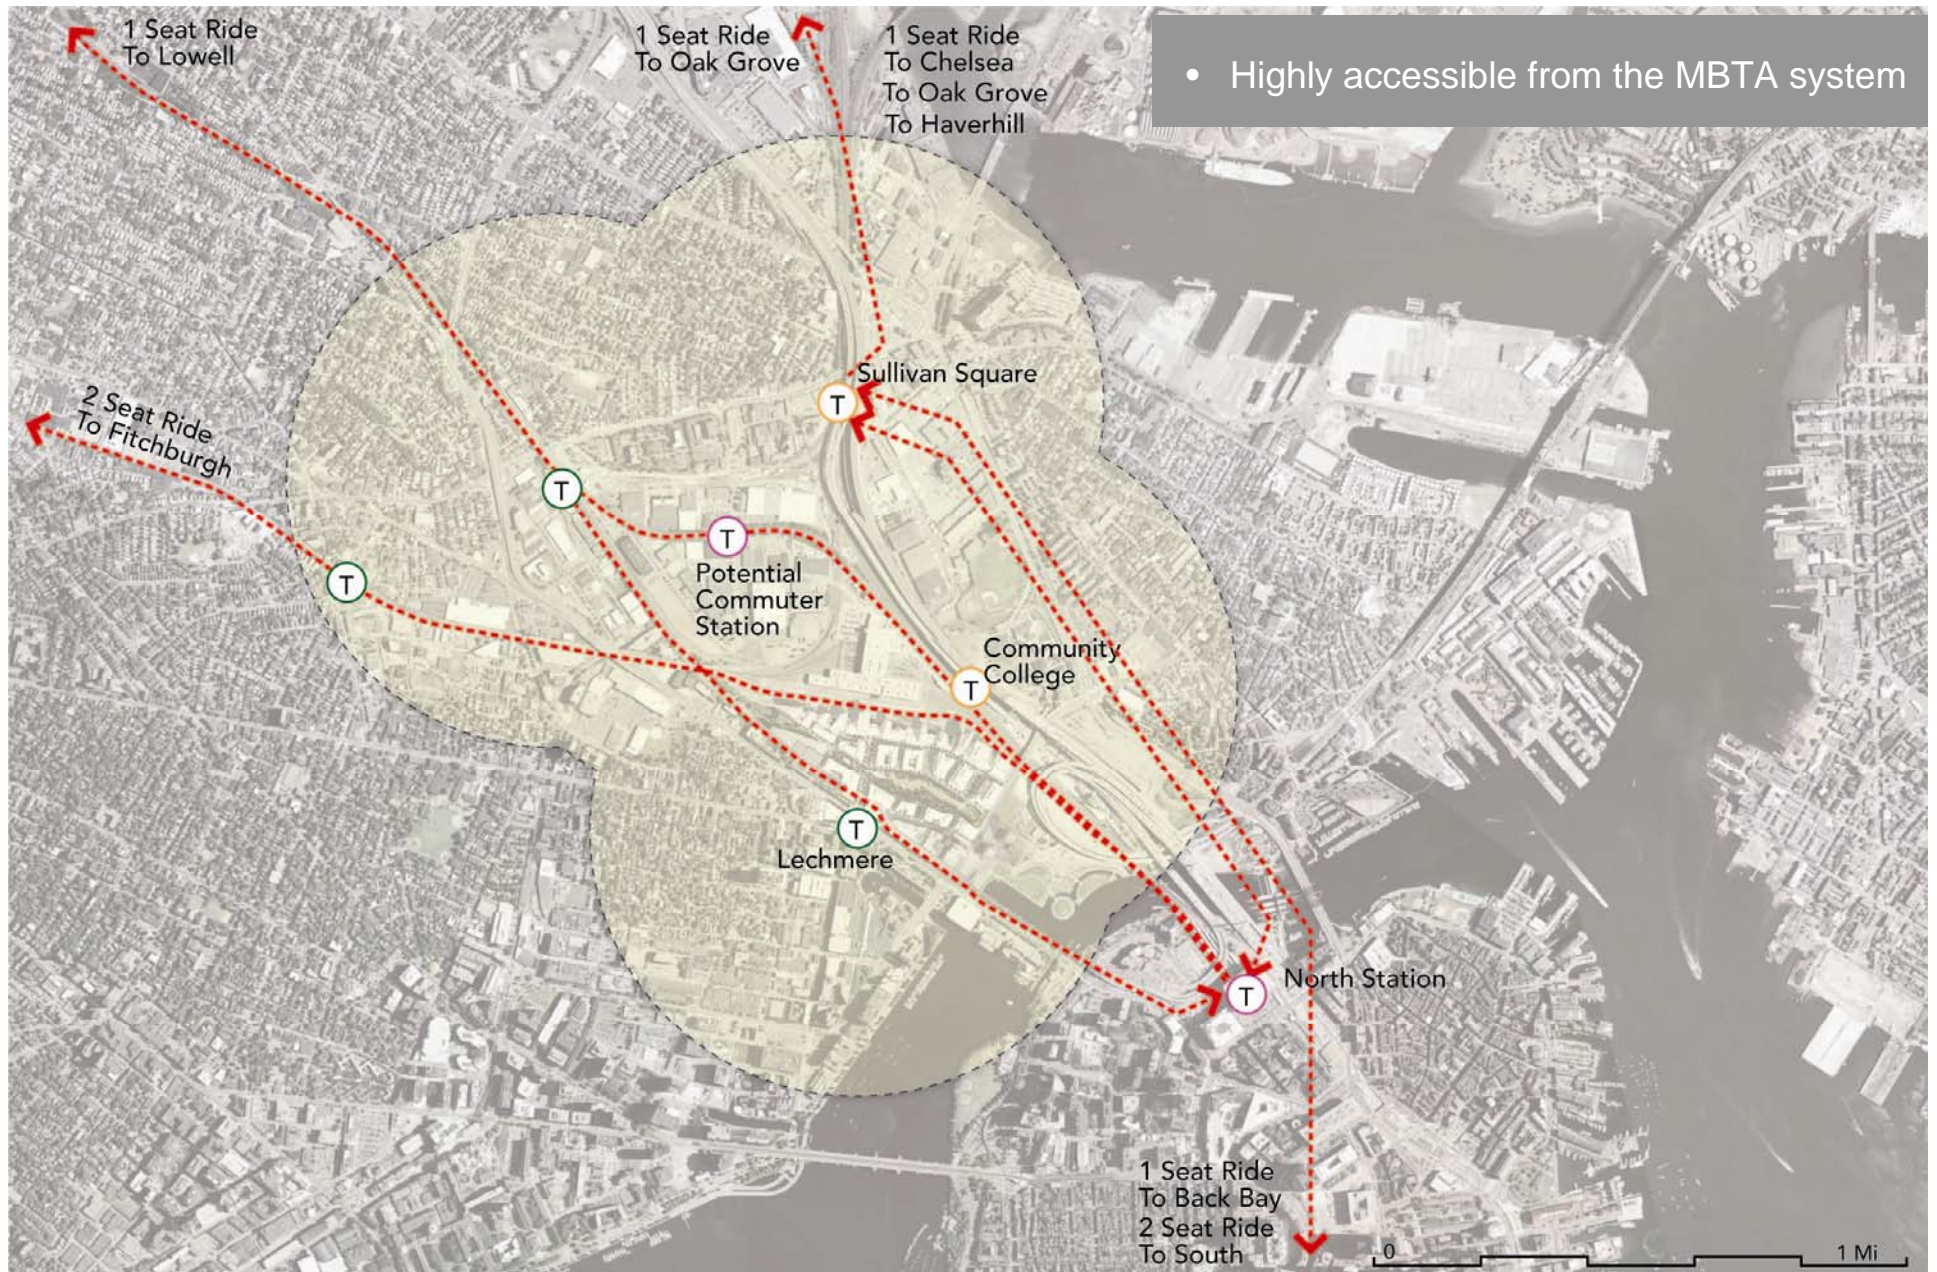 1 Seat Ride
To Lowell
1 Seat Ride
To Oak Grove
1 Seat Ride
To Chelsea
To Oak Grove
To Haverhill
• Highly accessible from the MBTA system
2 Seat Ride
To Fitchburgh
Sullivan Square
T
T
T
Potential
Commuter
Station
T
Community
College
T
T
Lechmere
North Station
T
1 Seat Ride
To Back Bay
2 Seat Ride
To South
0
1 Mi